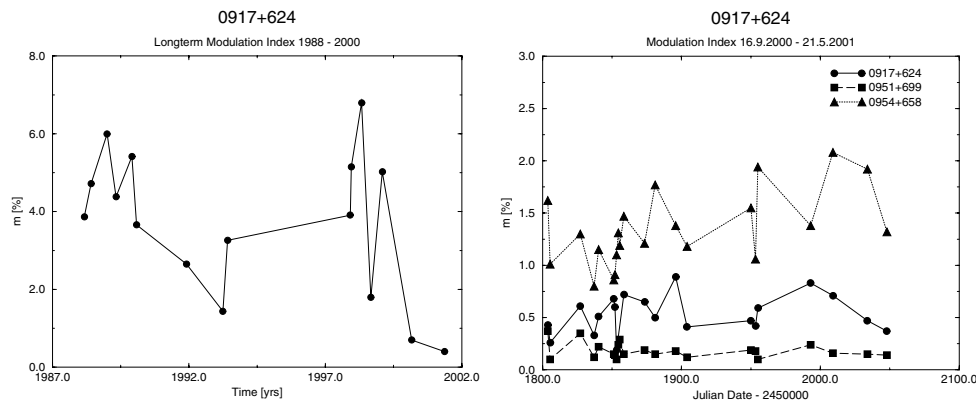 0917+624
Longterm Modulation Index 1988 - 2000
8.0
6.0
4.0
2.0
0.0
m [%]
1987.0 1992.0 1997.0 2002.0
Time [yrs]
0917+624
Modulation Index 16.9.2000 - 21.5.2001
3.0
2.5
2.0
1.5
1.0
0.5
0.0
m [%]
0917+624
0951+699
0954+658
1800.0 1900.0 2000.0 2100.0
Julian Date - 2450000